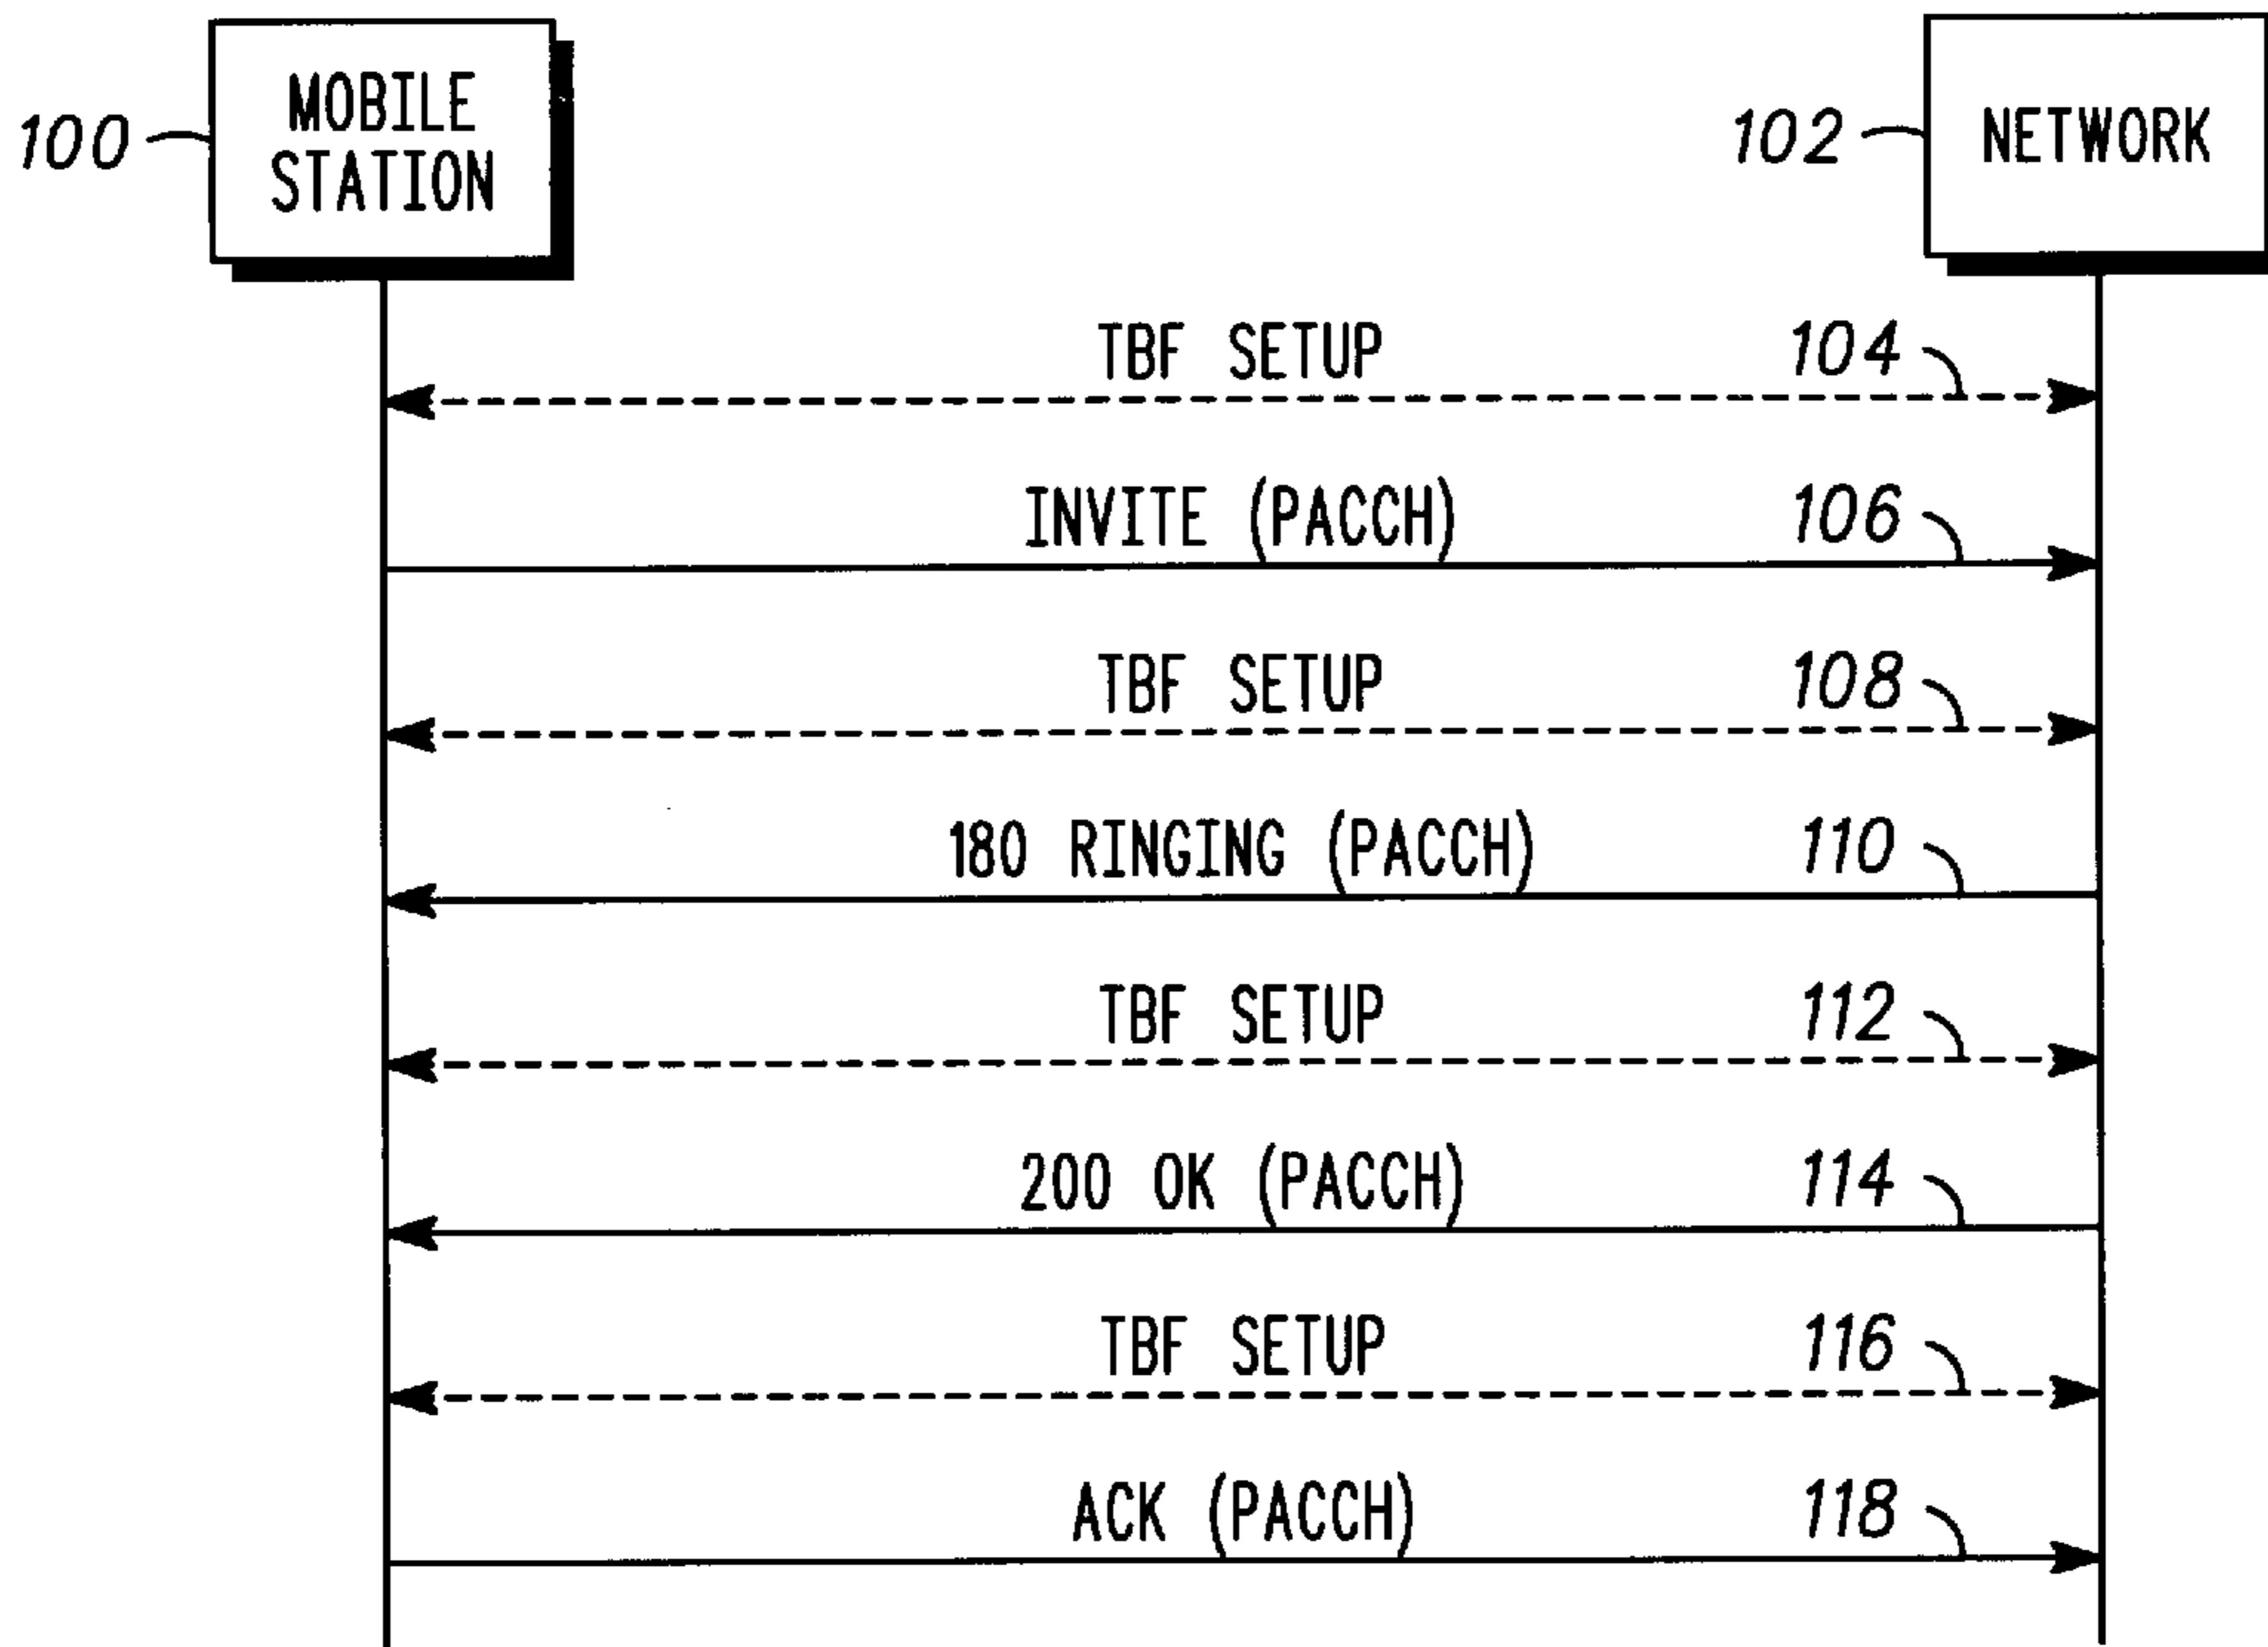 100
MOBILE
STATION
102
NETWORK
TBF SETUP
104
INVITE (PACCH)
106
TBF SETUP
108
180 RINGING (PACCH)
110
TBF SETUP
112
200 OK (PACCH)
114
TBF SETUP
116
ACK (PACCH)
118